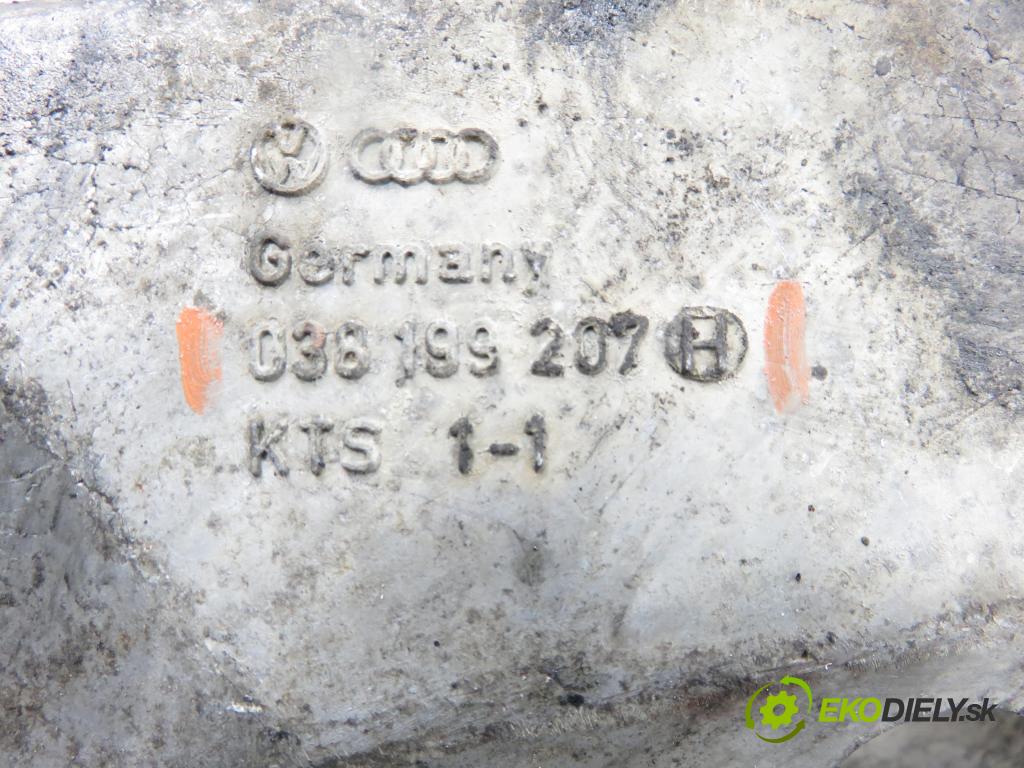 Germany
038 199 207 H
KTS 1-1
EKODIELY.sk